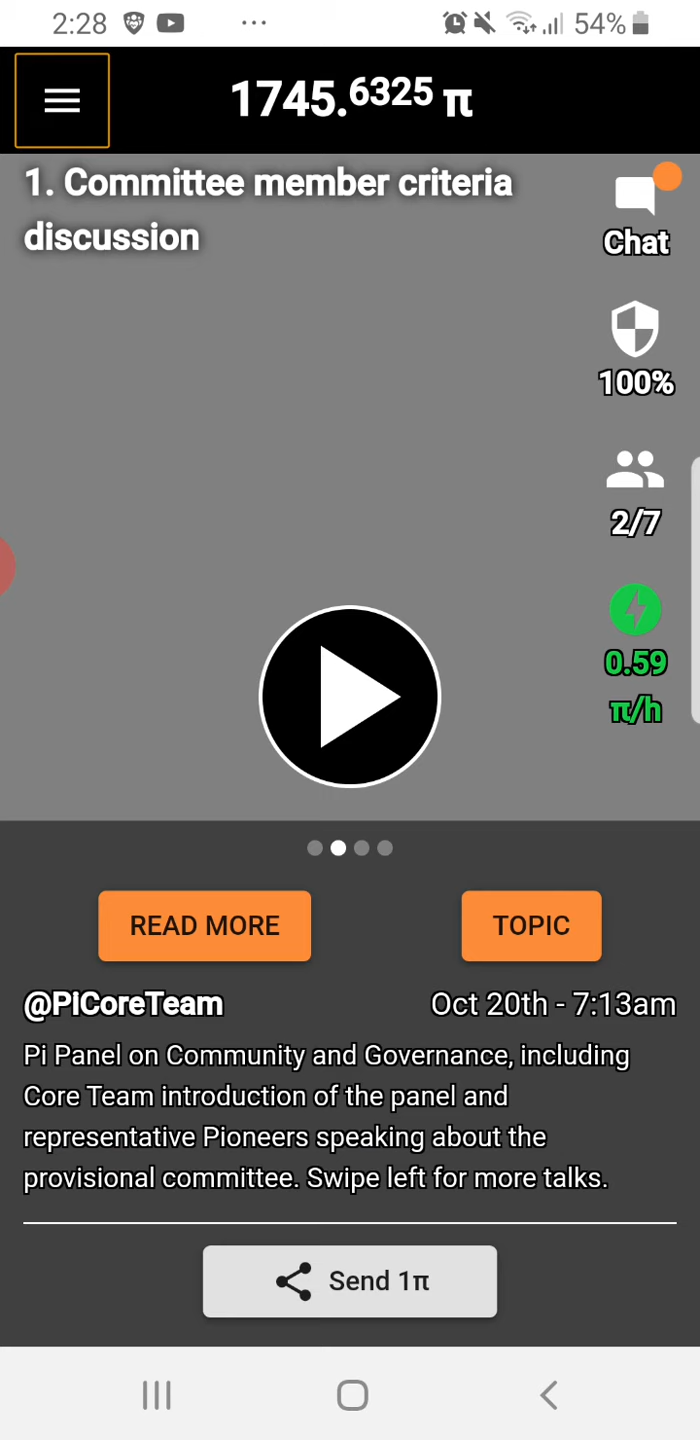 2:28
54%
1745.6325 π
1. Committee member criteria
discussion
Chat
100%
2/7
0.59
π/h
READ MORE
TOPIC
@PiCoreTeam
Oct 20th - 7:13am
Pi Panel on Community and Governance, including
Core Team introduction of the panel and
representative Pioneers speaking about the
provisional committee. Swipe left for more talks.
Send 1π